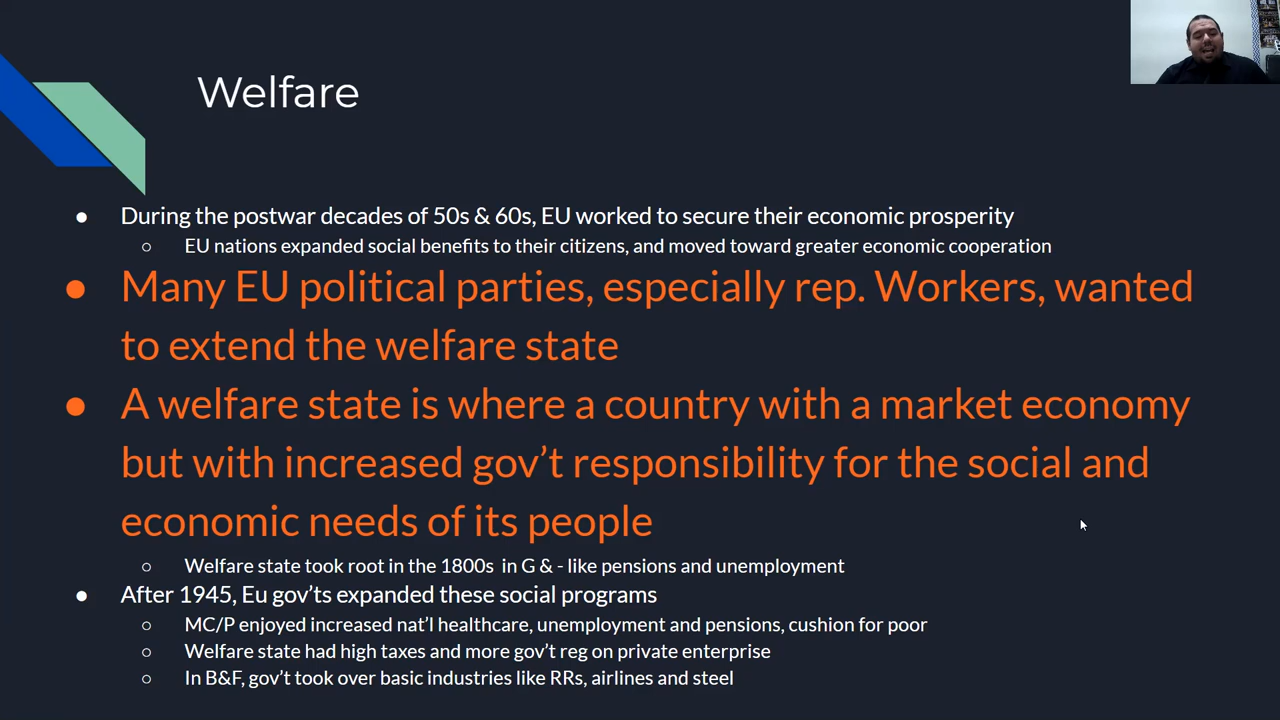 Welfare
● During the postwar decades of 50s & 60s, EU worked to secure their economic prosperity
○ EU nations expanded social benefits to their citizens, and moved toward greater economic cooperation
● Many EU political parties, especially rep. Workers, wanted
to extend the welfare state
● A welfare state is where a country with a market economy
but with increased gov’t responsibility for the social and
economic needs of its people
○ Welfare state took root in the 1800s in G & - like pensions and unemployment
● After 1945, Eu gov’ts expanded these social programs
○ MC/P enjoyed increased nat’l healthcare, unemployment and pensions, cushion for poor
○ Welfare state had high taxes and more gov’t reg on private enterprise
○ In B&F, gov’t took over basic industries like RRs, airlines and steel